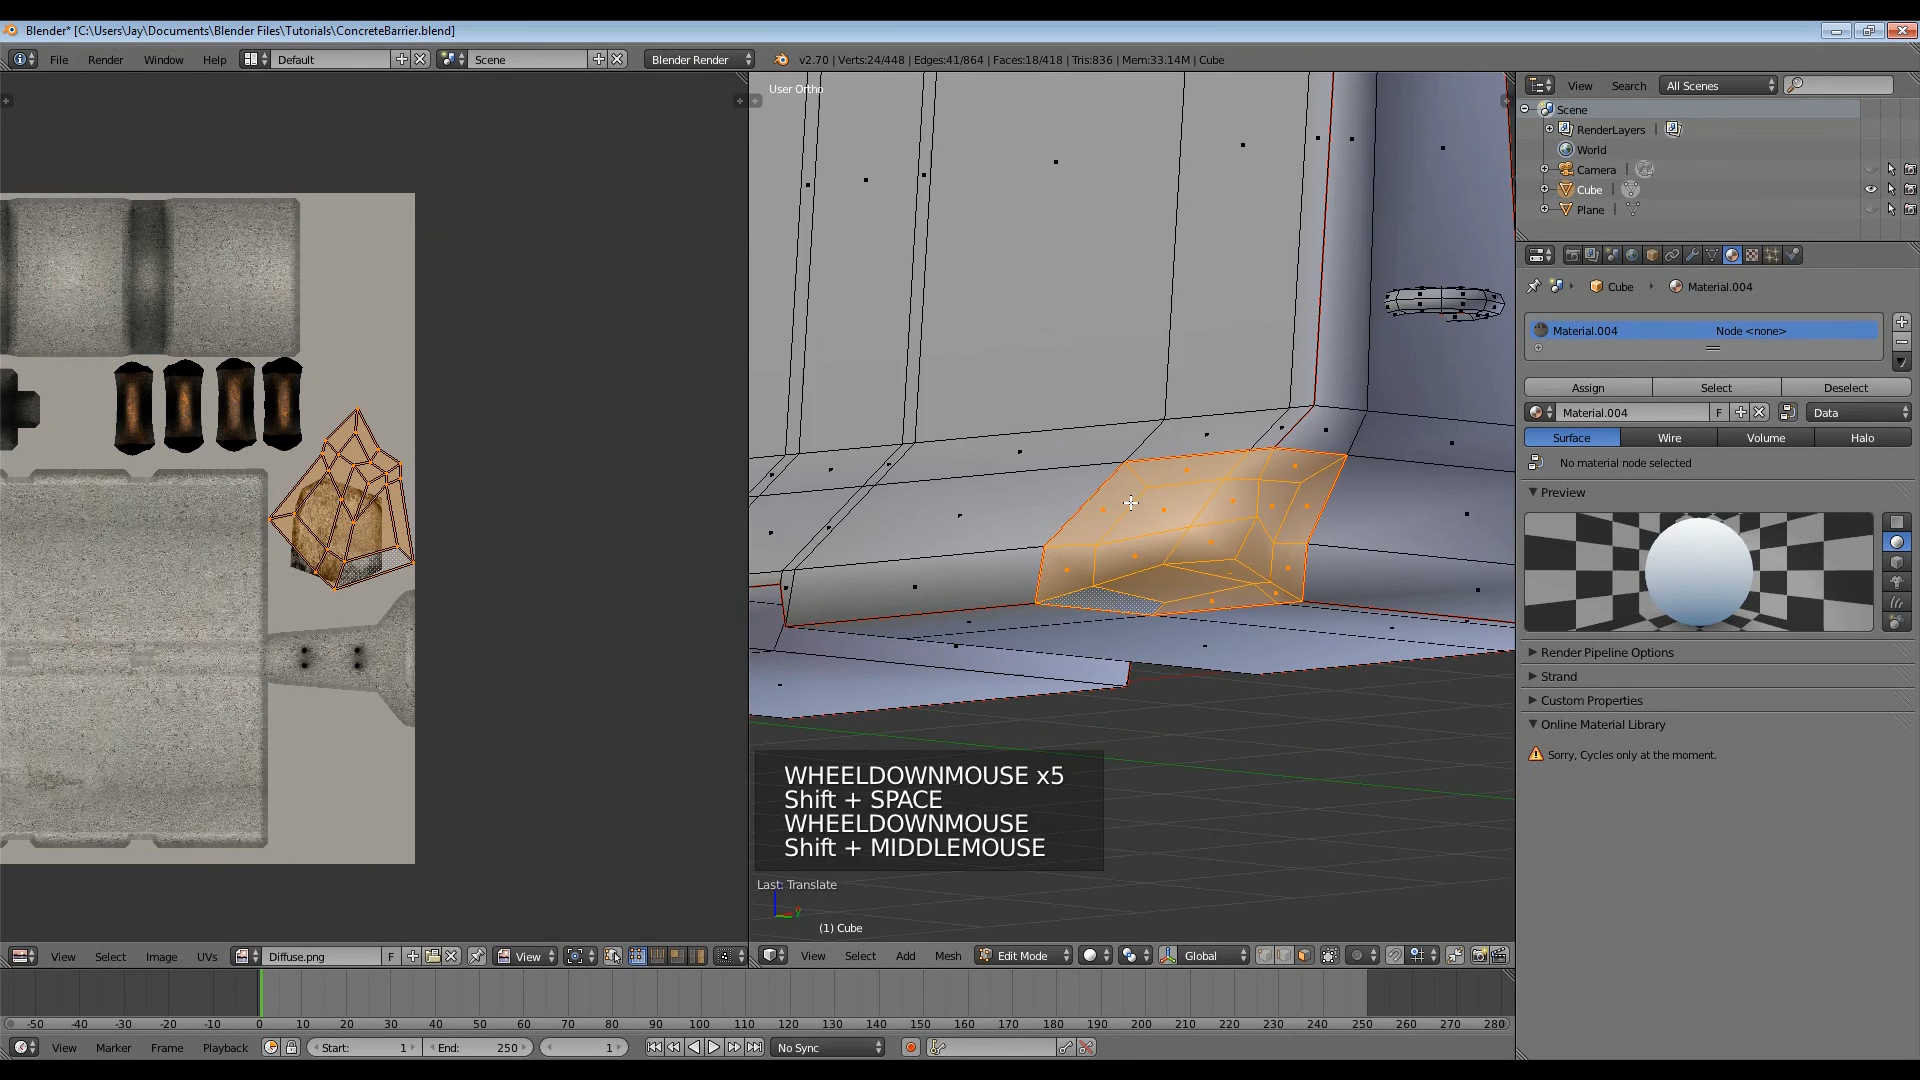 Blender* [C:\Users\Jay\Documents\Blender Files\Tutorials\ConcreteBarrier.blend]
File Render Window Help Default Scene Blender Render v2.70 | Verts:24/448 | Edges:41/864 | Faces:18/418 | Tris:836 | Mem:33.14M | Cube
User Ortho
View Search All Scenes
Scene
RenderLayers
World
Camera
Cube
Plane
Cube Material.004
Material.004 Node <none>
Assign Select Deselect
Material.004 F Data
Surface Wire Volume Halo
No material node selected
Preview
Render Pipeline Options
Strand
Custom Properties
Online Material Library
Sorry, Cycles only at the moment.
WHEELDOWNMOUSE x5
Shift + SPACE
WHEELDOWNMOUSE
Shift + MIDDLEMOUSE
Last: Translate
y
(1) Cube
View Select Image UVs Diffuse.png F View
View Select Add Mesh Edit Mode Global
-50 -40 -30 -20 -10 0 10 20 30 40 50 60 70 80 90 100 110 120 130 140 150 160 170 180 190 200 210 220 230 240 250 260 270 280
View Marker Frame Playback Start: 1 End: 250 1 No Sync